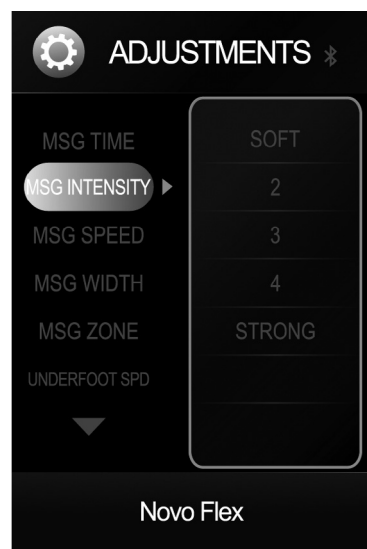 ADJUSTMENTS
MSG TIME
MSG INTENSITY
MSG SPEED
MSG WIDTH
MSG ZONE
UNDERFOOT SPD
SOFT
2
3
4
STRONG
Novo Flex